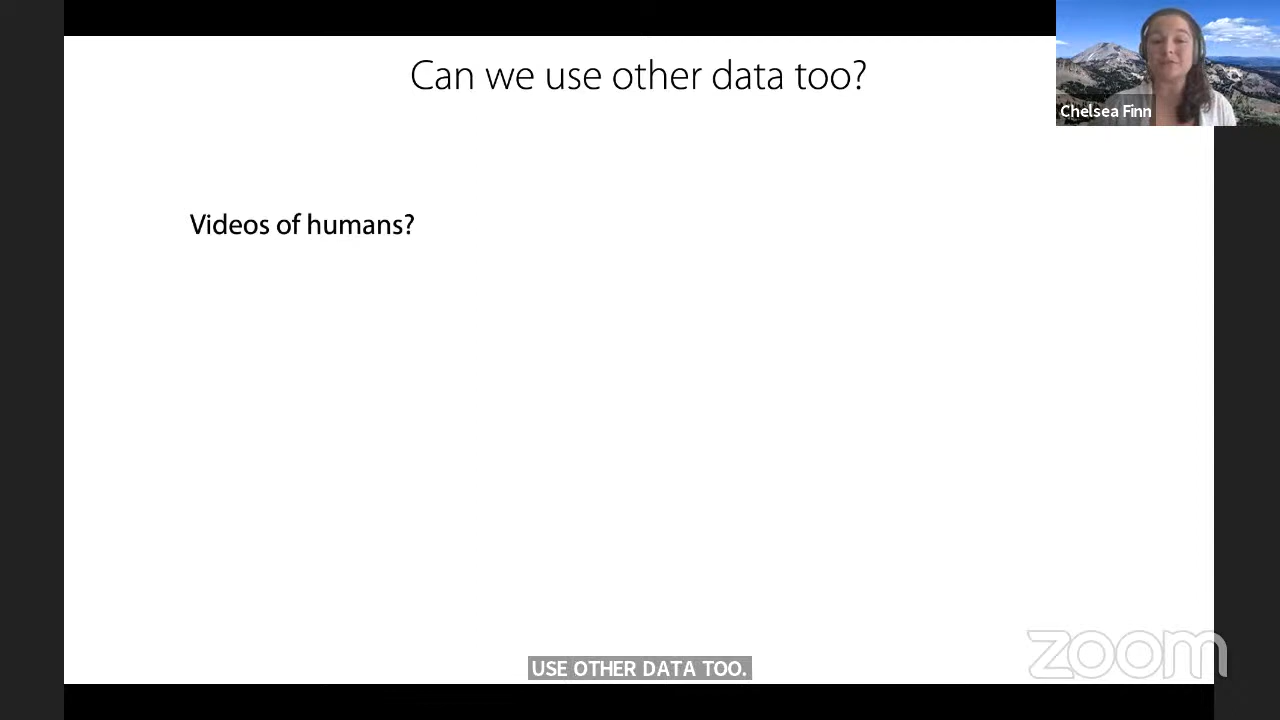 Can we use other data too?
Chelsea Finn
Videos of humans?
zoom
USE OTHER DATA TOO.